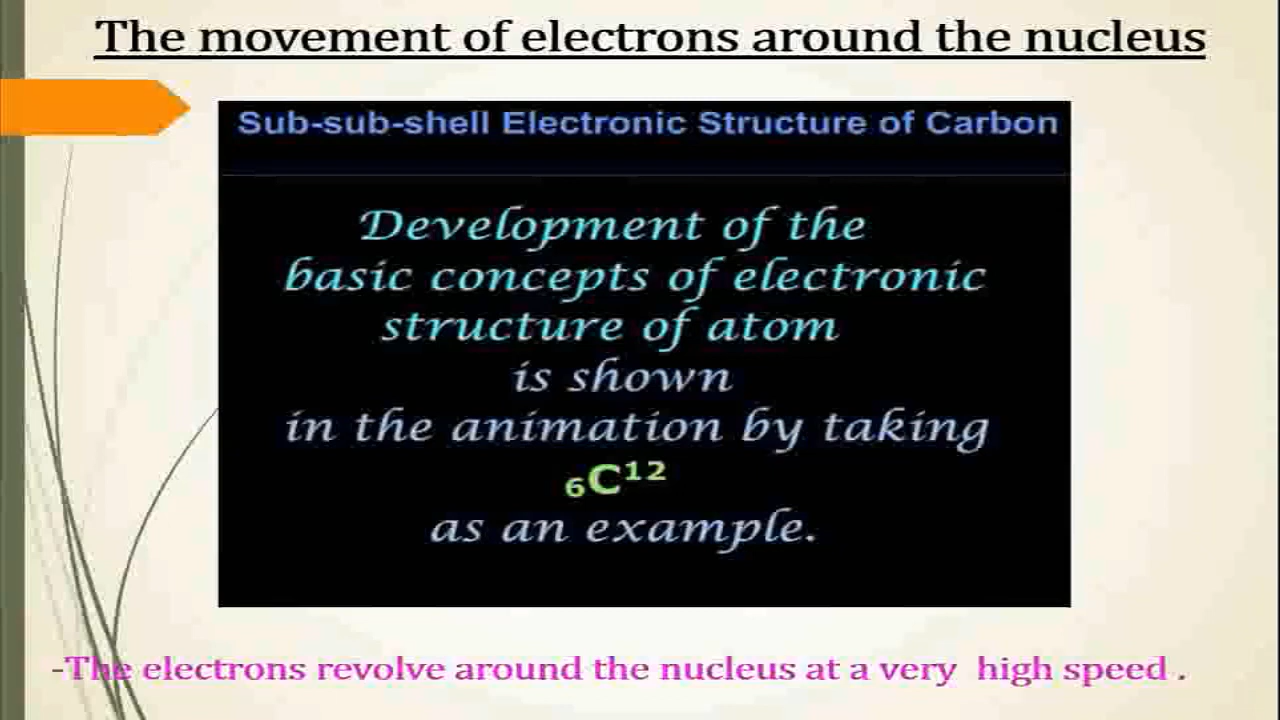 The movement of electrons around the nucleus
Sub-sub-shell Electronic Structure of Carbon
Development of the
basic concepts of electronic
structure of atom
is shown
in the animation by taking
₆C¹²
as an example.
-The electrons revolve around the nucleus at a very high speed .